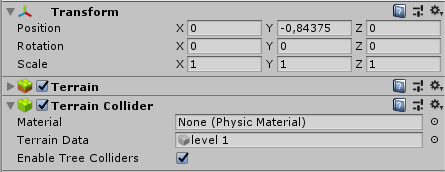 Transform
Position X 0 Y -0,84375 Z 0
Rotation X 0 Y 0 Z 0
Scale X 1 Y 1 Z 1
Terrain
Terrain Collider
Material None (Physic Material)
Terrain Data level 1
Enable Tree Colliders